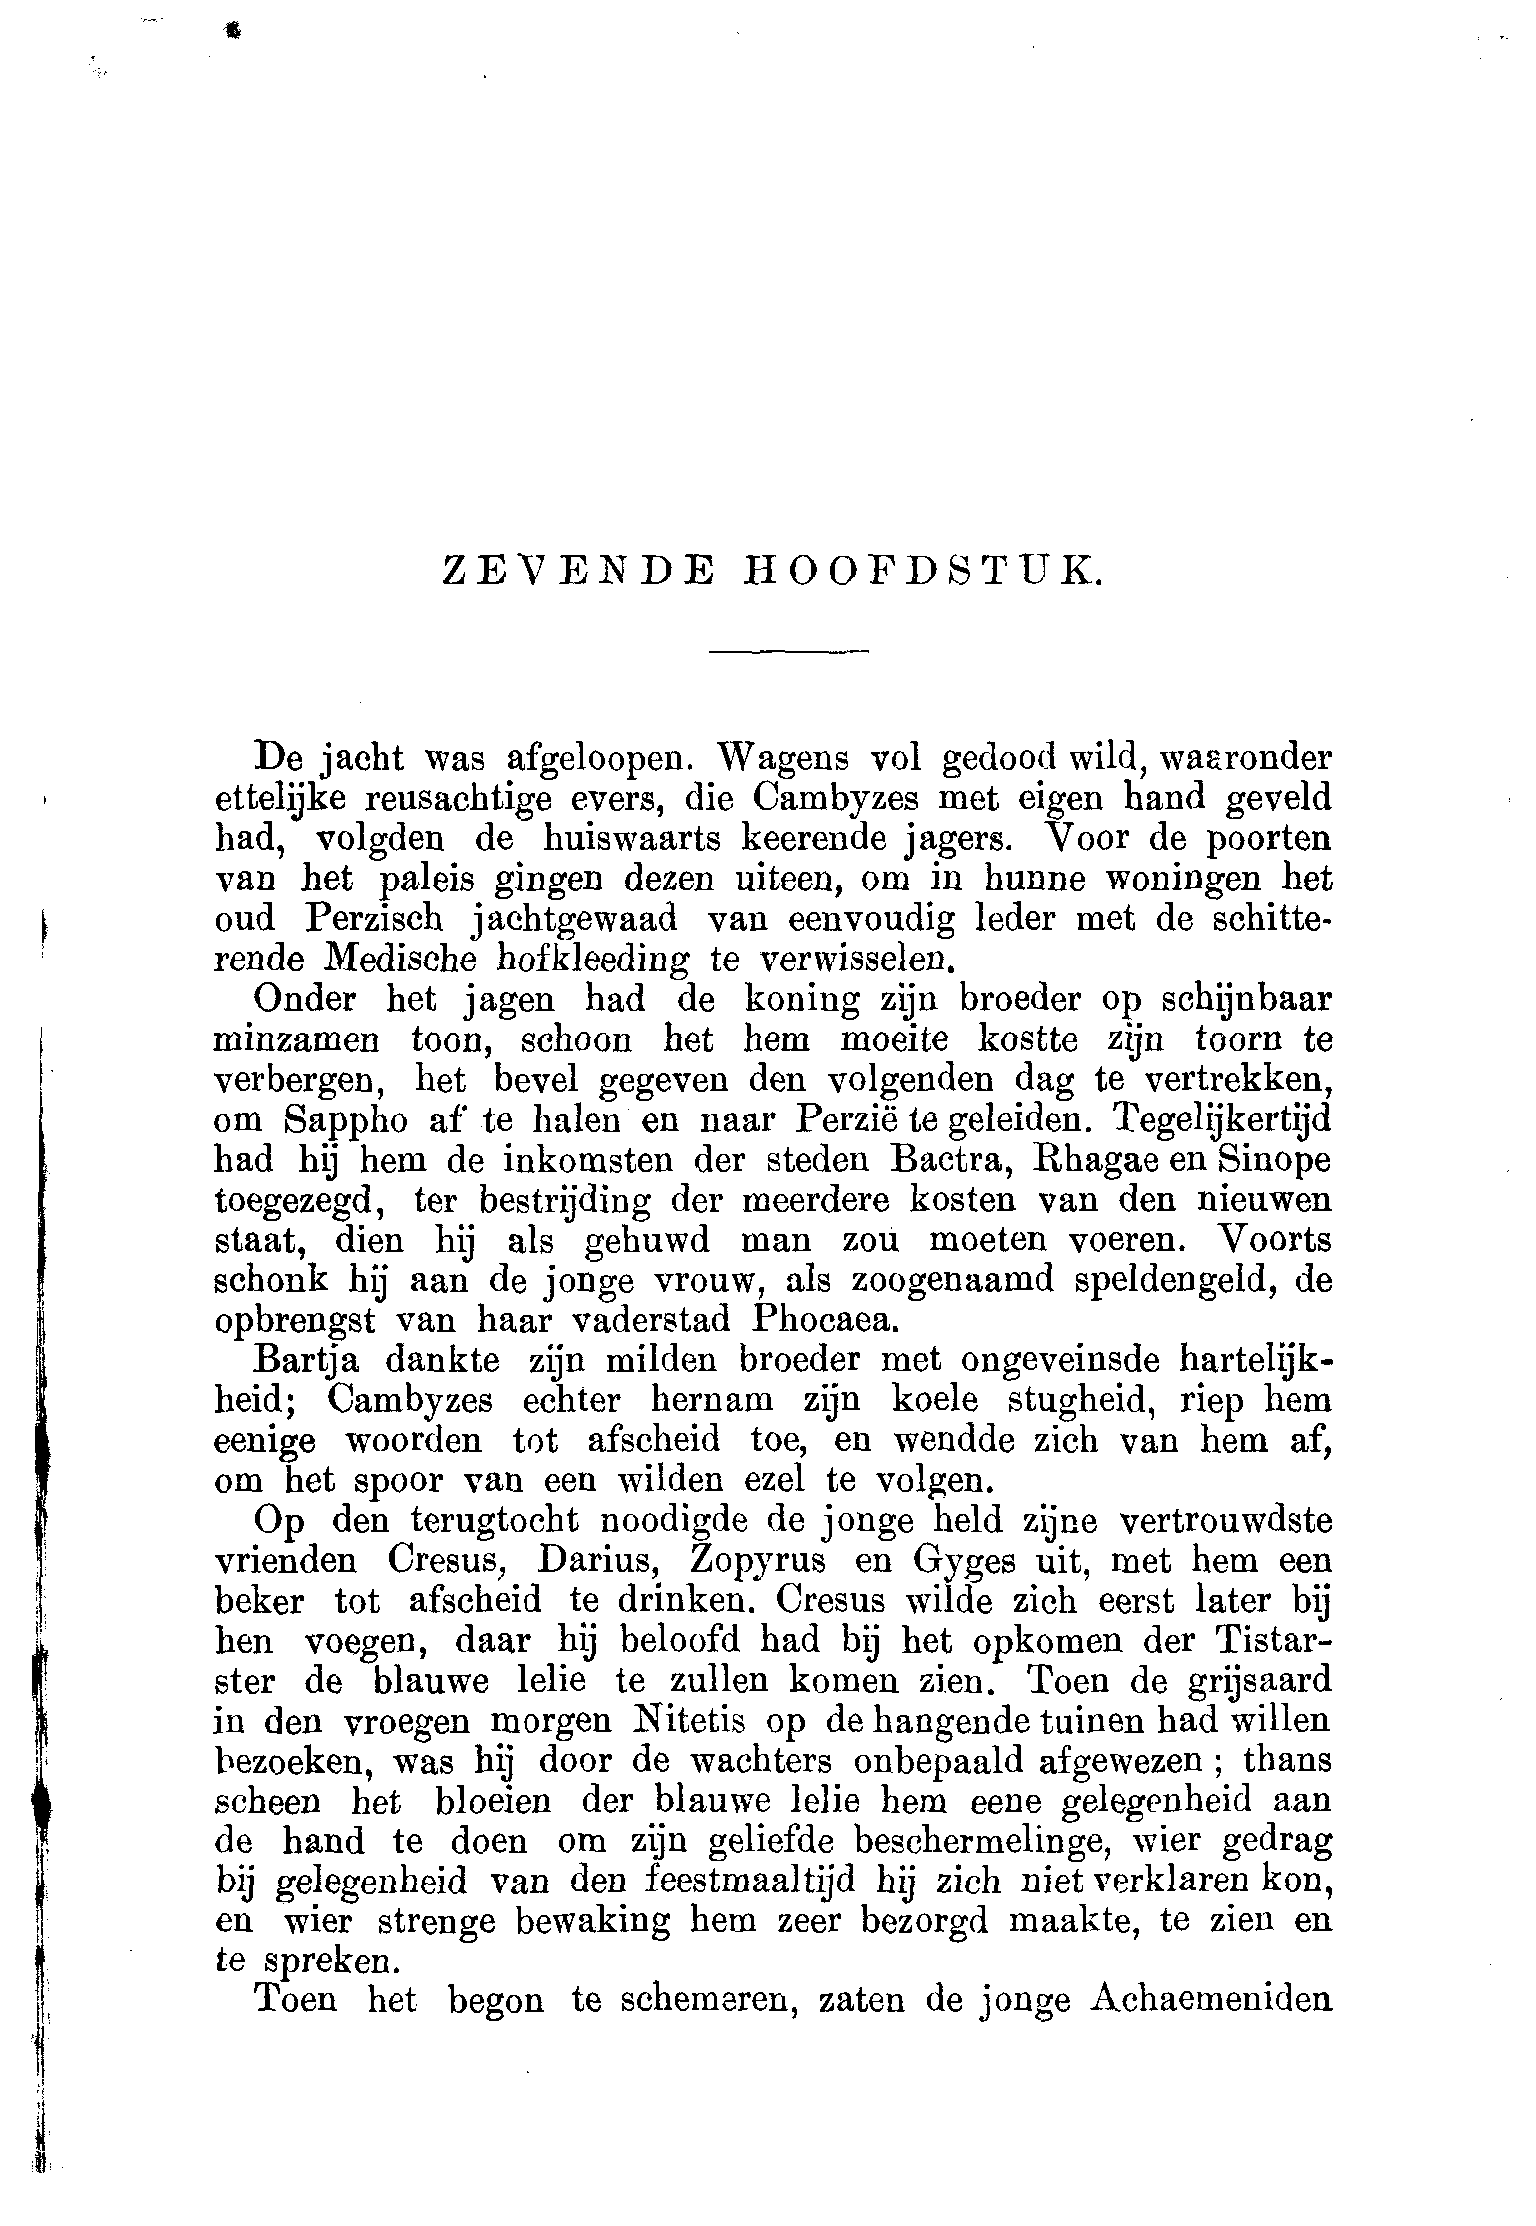 ZEVENDE HOOFDSTUK.
De jacht was afgeloopen. Wagens vol gedood wild, waaronder
ettelijke reusachtige evers, die Cambyzes met eigen hand geveld
had, volgden de huiswaarts keerende jagers. Voor de poorten
van het paleis gingen dezen uiteen, om in hunne woningen het
oud Perzisch jachtgewaad van eenvoudig leder met de schitte-
rende Medische hofkleeding te verwisselen.
Onder het jagen had de koning zijn broeder op schijnbaar
minzamen toon, schoon het hem moeite kostte zijn toorn te
verbergen, het bevel gegeven den volgenden dag te vertrekken,
om Sappho af te halen en naar Perzië te geleiden. Tegelijkertijd
had hij hem de inkomsten der steden Bactra, Rhagae en Sinope
toegezegd, ter bestrijding der meerdere kosten van den nieuwen
staat, dien hij als gehuwd man zou moeten voeren. Voorts
schonk hij aan de jonge vrouw, als zoogenaamd speldengeld, de
opbrengst van haar vaderstad Phocaea.
Bartja dankte zijn milden broeder met ongeveinsde hartelijk-
heid; Cambyzes echter hernam zijn koele stugheid, riep hem
eenige woorden tot afscheid toe, en wendde zich van hem af,
om het spoor van een wilden ezel te volgen.
Op den terugtocht noodigde de jonge held zijne vertrouwdste
vrienden Cresus, Darius, Zopyrus en Gyges uit, met hem een
beker tot afscheid te drinken. Cresus wilde zich eerst later bij
hen voegen, daar hij beloofd had bij het opkomen der Tistar-
ster de blauwe lelie te zullen komen zien. Toen de grijsaard
in den vroegen morgen Nitetis op de hangende tuinen had willen
bezoeken, was hij door de wachters onbepaald afgewezen; thans
scheen het bloeien der blauwe lelie hem eene gelegenheid aan
de hand te doen om zijn geliefde beschermelinge, wier gedrag
bij gelegenheid van den feestmaaltijd hij zich niet verklaren kon,
en wier strenge bewaking hem zeer bezorgd maakte, te zien en
te spreken.
Toen het begon te schemeren, zaten de jonge Achaemeniden